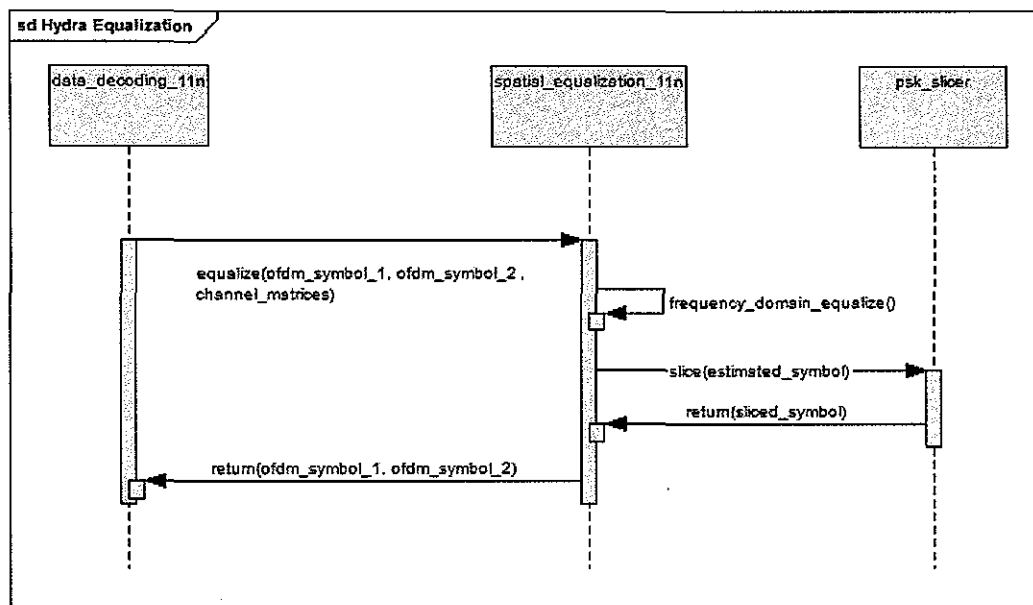 sd Hydra Equalization
data_decoding_11n
spatial_equalization_11n
psk_slicer
equalize(ofdm_symbol_1, ofdm_symbol_2 ,
channel_matrices)
frequency_domain_equalize()
slice(estimated_symbol)
return(sliced_symbol)
return(ofdm_symbol_1, ofdm_symbol_2)